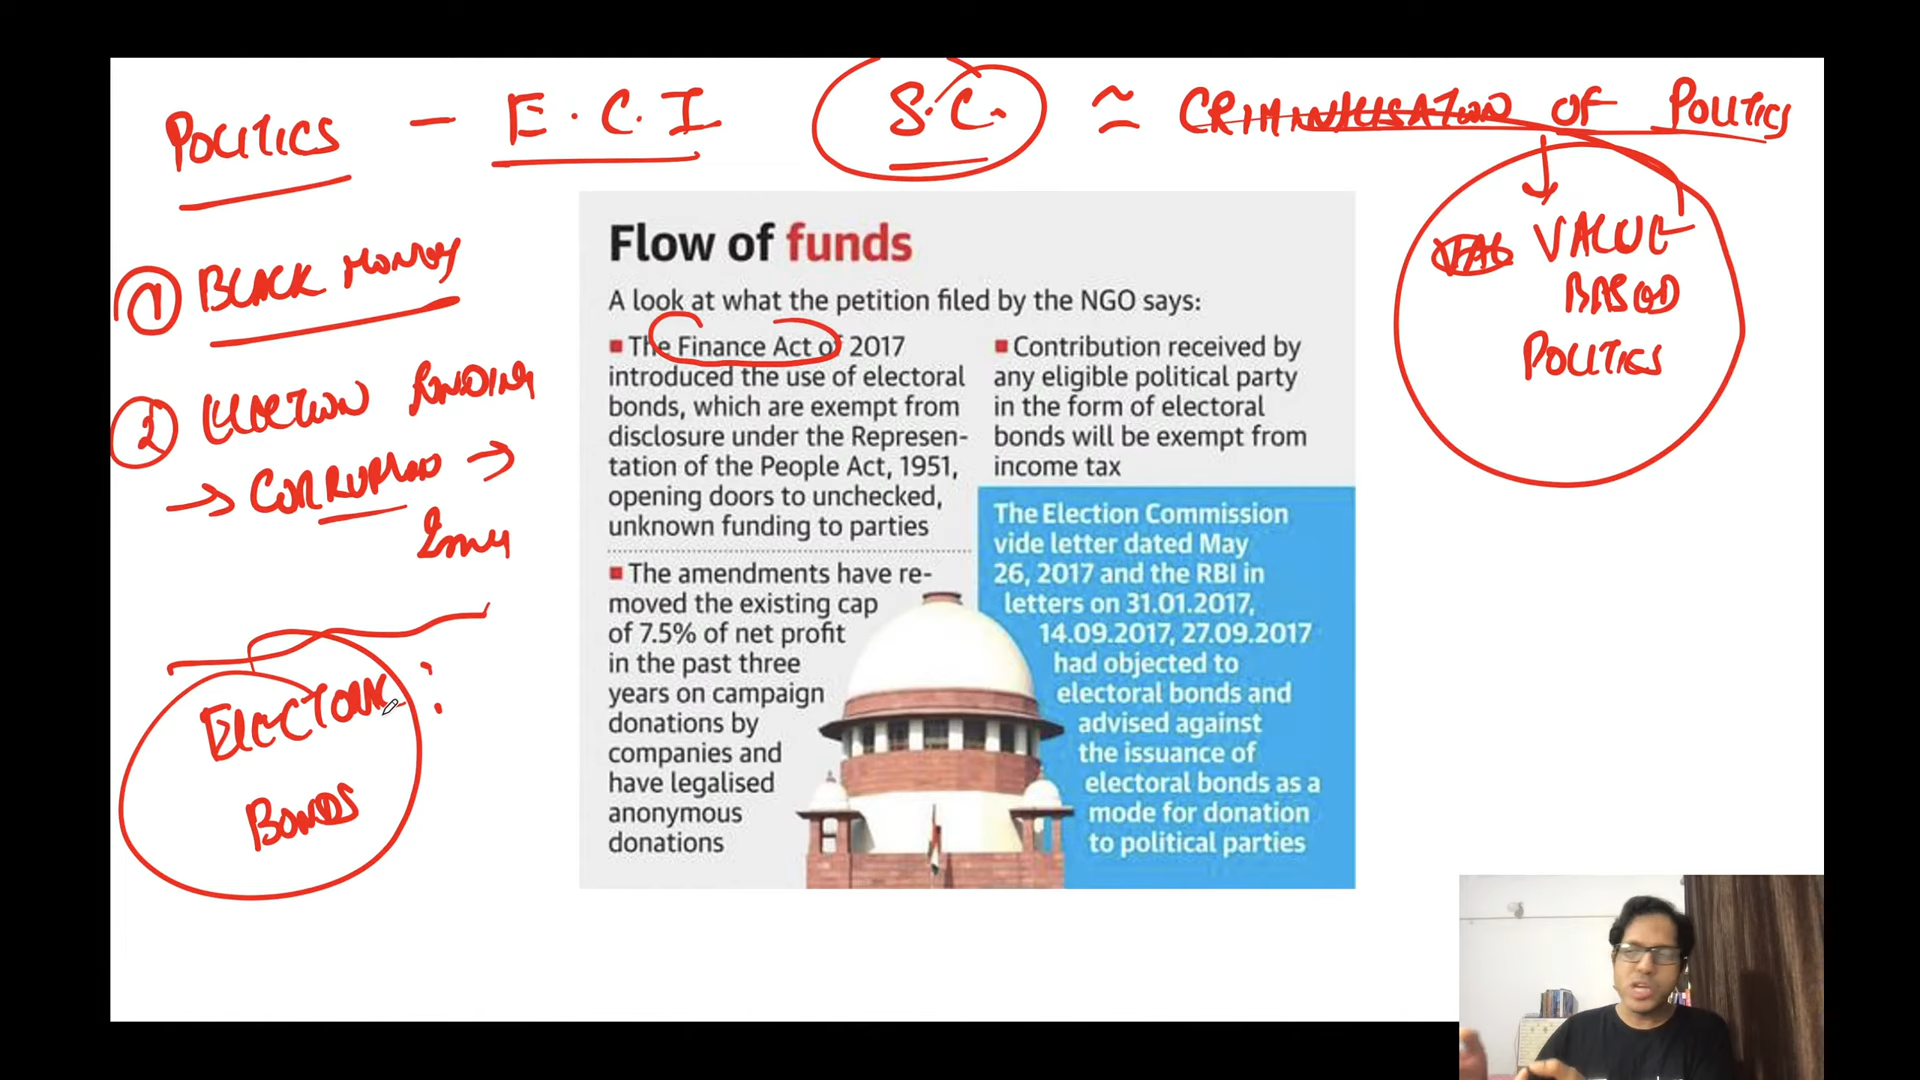 POLITICS - E.C.I S.C. ≃ CRIMINALISATION OF POLITICS
① BLACK MONEY
② ELECTION FUNDING
→ CORRUPTION →
VALUE
BASED
POLITICS
ELECTORAL :
BONDS
Flow of funds
A look at what the petition filed by the NGO says:
■ The Finance Act of 2017
introduced the use of electoral
bonds, which are exempt from
disclosure under the Represen-
tation of the People Act, 1951,
opening doors to unchecked,
unknown funding to parties
■ The amendments have re-
moved the existing cap
of 7.5% of net profit
in the past three
years on campaign
donations by
companies and
have legalised
anonymous
donations
■ Contribution received by
any eligible political party
in the form of electoral
bonds will be exempt from
income tax
The Election Commission
vide letter dated May
26, 2017 and the RBI in
letters on 31.01.2017,
14.09.2017, 27.09.2017
had objected to
electoral bonds and
advised against
the issuance of
electoral bonds as a
mode for donation
to political parties